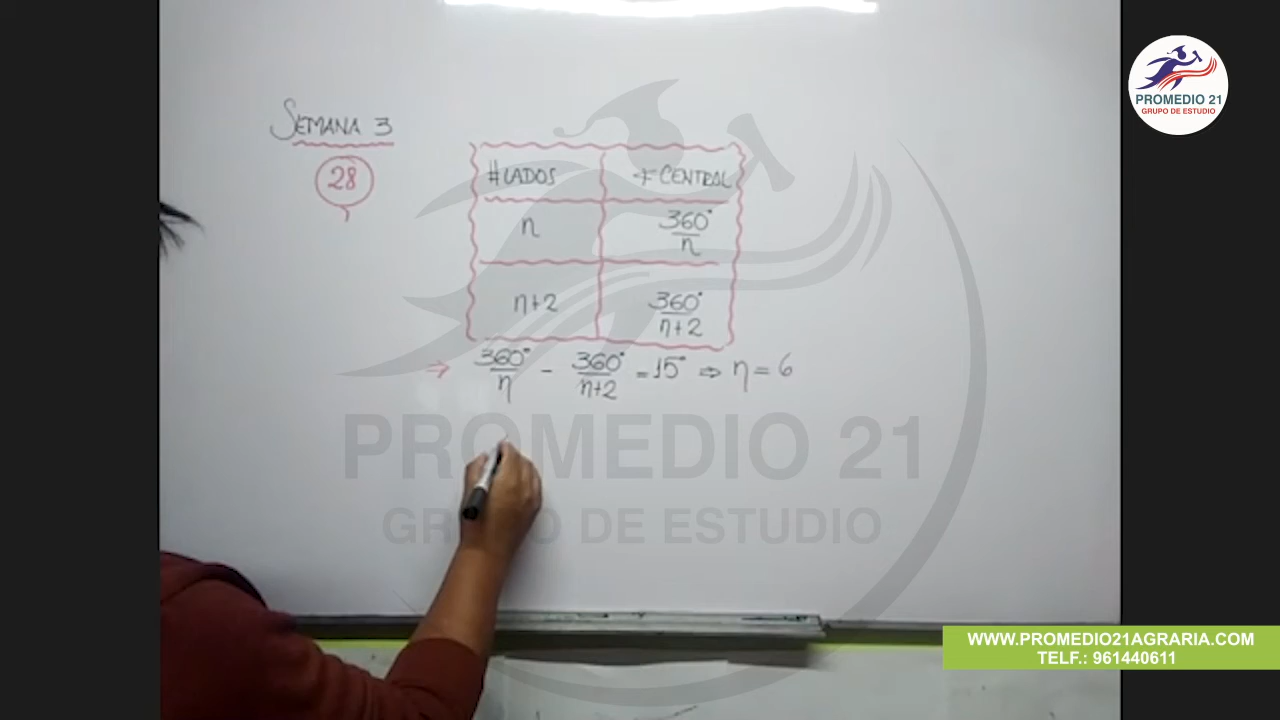 SEMANA 3
28
#LADOS ∢CENTRAL
n 360°/n
n+2 360°/n+2
⇒ 360°/n - 360°/n+2 = 15° ⇒ n = 6
PROMEDIO 21
GRUPO DE ESTUDIO
PROMEDIO 21
GRUPO DE ESTUDIO
WWW.PROMEDIO21AGRARIA.COM
TELF.: 961440611